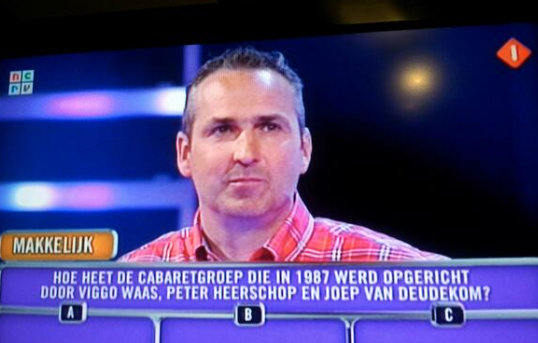 ncrv
1
MAKKELIJK
HOE HEET DE CABARETGROEP DIE IN 1987 WERD OPGERICHT
DOOR VIGGO WAAS, PETER HEERSCHOP EN JOEP VAN DEUDEKOM?
A
B
C